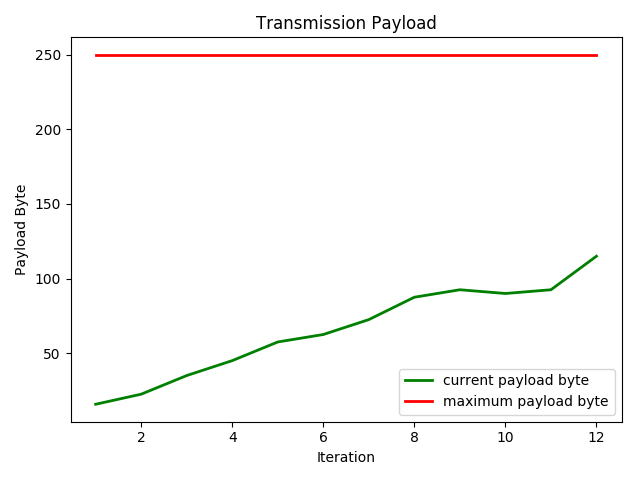 Transmission Payload
250
200
150
100
50
Payload Byte
2
4
6
8
10
12
Iteration
current payload byte
maximum payload byte